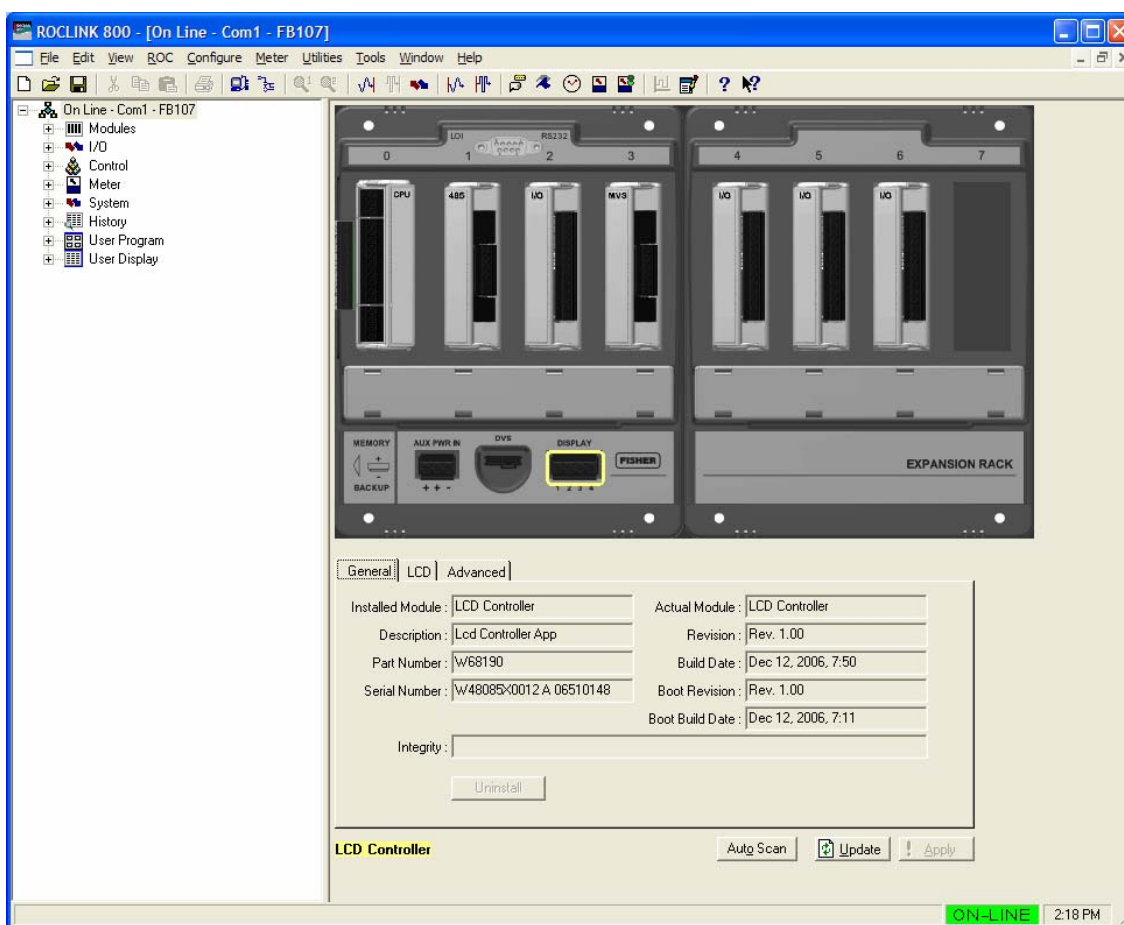 ROCLINK 800 - [On Line - Com1 - FB107]
File Edit View ROC Configure Meter Utilities Tools Window Help
On Line - Com1 - FB107
Modules
I/O
Control
Meter
System
History
User Program
User Display
LOI RS232
0 1 2 3 4 5 6 7
CPU 485 I/O MVS I/O I/O I/O
MEMORY AUX PWR IN DVS DISPLAY FISHER EXPANSION RACK
BACKUP + + - 1 2 3 4
General LCD Advanced
Installed Module : LCD Controller Actual Module : LCD Controller
Description : Lcd Controller App Revision : Rev. 1.00
Part Number : W68190 Build Date : Dec 12, 2006, 7:50
Serial Number : W48085X0012 A 06510148 Boot Revision : Rev. 1.00
Boot Build Date : Dec 12, 2006, 7:11
Integrity :
Uninstall
LCD Controller Auto Scan Update ! Apply
ON-LINE 2:18 PM